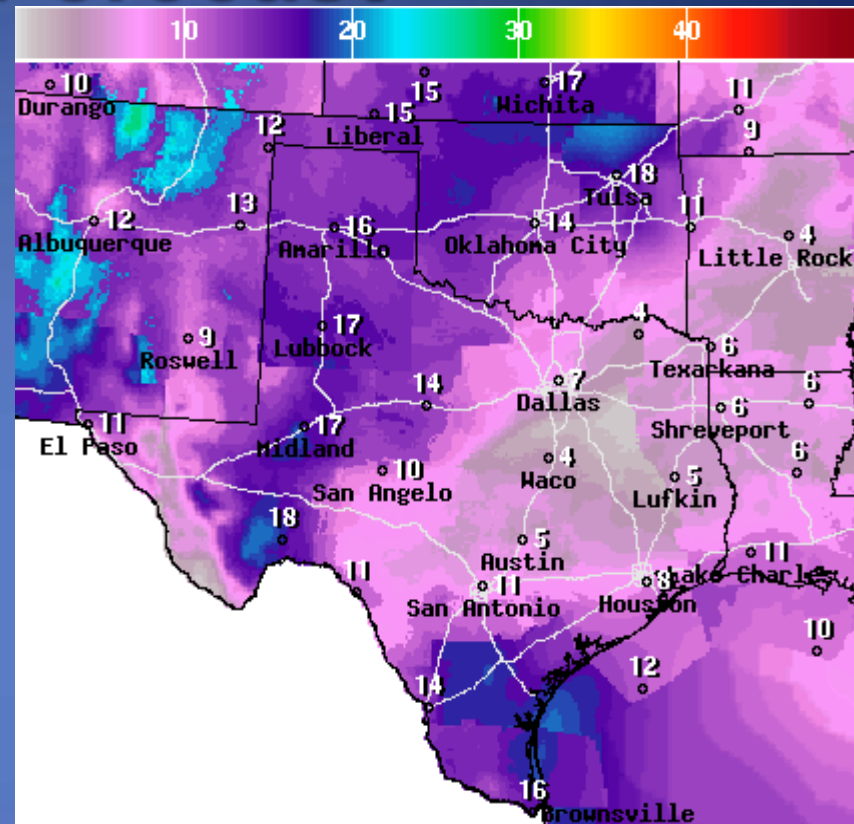 10 20 30 40
10 15 17 11
Durango Wichita
15
Liberal 9
12
18
Tulsa
12 13 16 14 11 4
Albuquerque Amarillo Oklahoma City Little Rock
9 17 4
Roswell Lubbock 6
Texarkana
7
Dallas
14 6 6
11 17 Shreveport
El Paso Midland
10 4 5 6
San Angelo Waco Lufkin
18 5 11
Austin
11 11 8 Lake Charles
San Antonio Houston
10
12
14
16
Brownsville